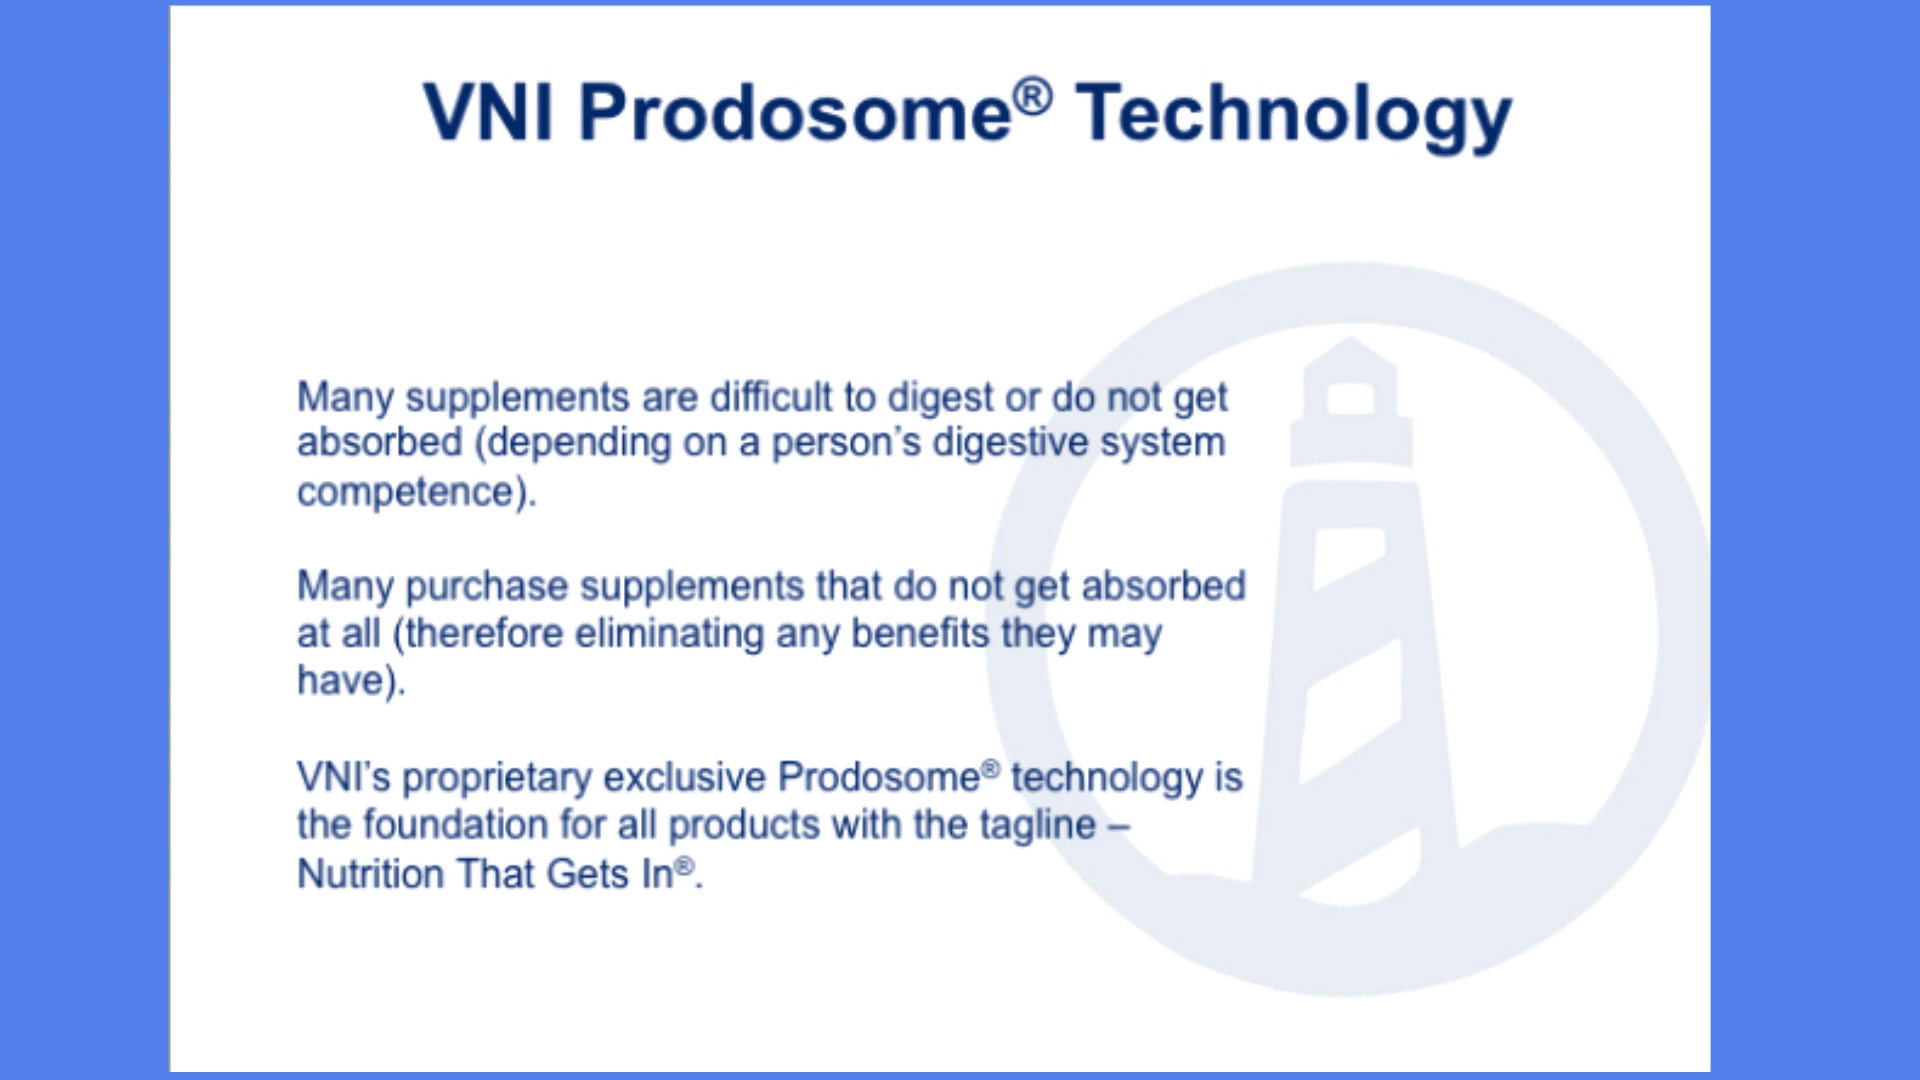 VNI Prodosome® Technology
Many supplements are difficult to digest or do not get
absorbed (depending on a person’s digestive system
competence).
Many purchase supplements that do not get absorbed
at all (therefore eliminating any benefits they may
have).
VNI’s proprietary exclusive Prodosome® technology is
the foundation for all products with the tagline –
Nutrition That Gets In®.